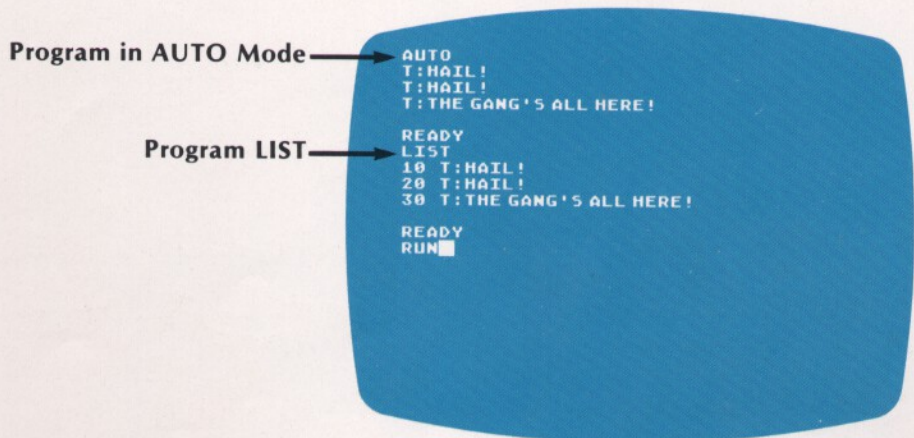 Program in AUTO Mode
AUTO
T:HAIL!
T:HAIL!
T:THE GANG'S ALL HERE!
READY
Program LIST
LIST
10 T:HAIL!
20 T:HAIL!
30 T:THE GANG'S ALL HERE!
READY
RUN